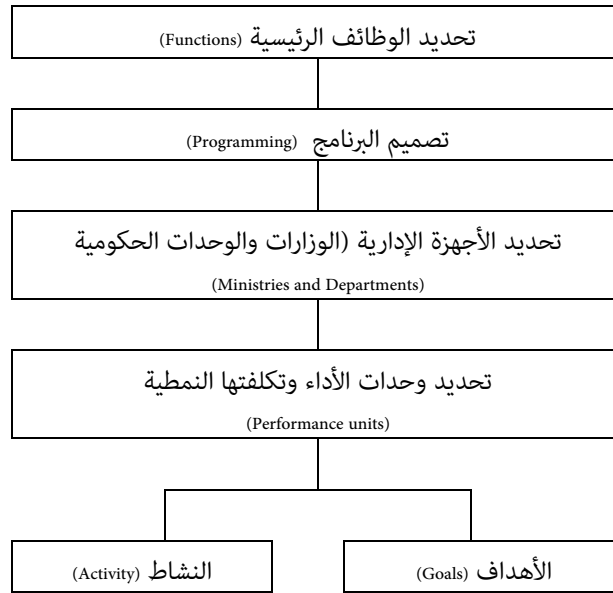 تحديد الوظائف الرئيسية (Functions)
تصميم البرنامج (Programming)
تحديد الأجهزة الإدارية (الوزارات والوحدات الحكومية
(Ministries and Departments)
تحديد وحدات الأداء وتكلفتها النمطية
(Performance units)
الأهداف (Goals)
النشاط (Activity)